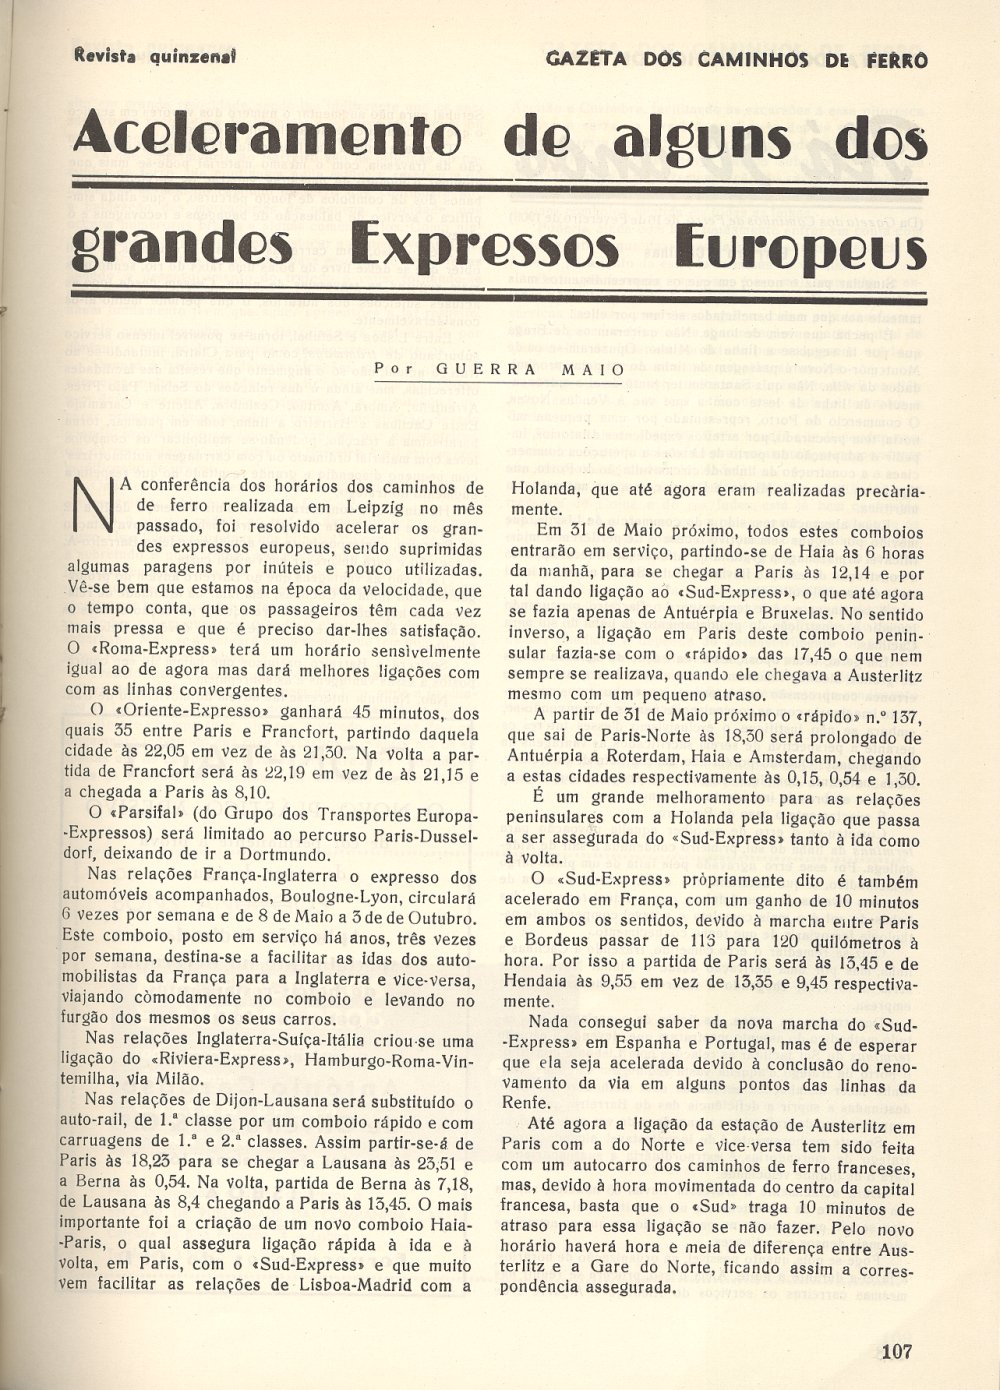 Revista quinzenal
GAZETA DOS CAMINHOS DE FERRO
Aceleramento de alguns dos
grandes Expressos Europeus
Por GUERRA MAIO
NA conferência dos horários dos caminhos de
de ferro realizada em Leipzig no mês
passado, foi resolvido acelerar os gran-
des expressos europeus, sendo suprimidas
algumas paragens por inúteis e pouco utilizadas.
Vê-se bem que estamos na época da velocidade, que
o tempo conta, que os passageiros têm cada vez
mais pressa e que é preciso dar-lhes satisfação.
O «Roma-Express» terá um horário sensivelmente
igual ao de agora mas dará melhores ligações com
com as linhas convergentes.
O «Oriente-Expresso» ganhará 45 minutos, dos
quais 35 entre Paris e Francfort, partindo daquela
cidade às 22,05 em vez de às 21,30. Na volta a par-
tida de Francfort será às 22,19 em vez de às 21,15 e
a chegada a Paris às 8,10.
O «Parsifal» (do Grupo dos Transportes Europa-
-Expressos) será limitado ao percurso Paris-Dussel-
dorf, deixando de ir a Dortmundo.
Nas relações França-Inglaterra o expresso dos
automóveis acompanhados, Boulogne-Lyon, circulará
6 vezes por semana e de 8 de Maio a 3 de de Outubro.
Este comboio, posto em serviço há anos, três vezes
por semana, destina-se a facilitar as idas dos auto-
mobilistas da França para a Inglaterra e vice-versa,
viajando còmodamente no comboio e levando no
furgão dos mesmos os seus carros.
Nas relações Inglaterra-Suíça-Itália criou-se uma
ligação do «Riviera-Express», Hamburgo-Roma-Vin-
temilha, via Milão.
Nas relações de Dijon-Lausana será substituído o
auto-rail, de 1.ª classe por um comboio rápido e com
carruagens de 1.ª e 2.ª classes. Assim partir-se-á de
Paris às 18,23 para se chegar a Lausana às 23,51 e
a Berna às 0,54. Na volta, partida de Berna às 7,18,
de Lausana às 8,4 chegando a Paris às 13,45. O mais
importante foi a criação de um novo comboio Haia-
-Paris, o qual assegura ligação rápida à ida e à
volta, em Paris, com o «Sud-Express» e que muito
vem facilitar as relações de Lisboa-Madrid com a
Holanda, que até agora eram realizadas precària-
mente.
Em 31 de Maio próximo, todos estes comboios
entrarão em serviço, partindo-se de Haia às 6 horas
da manhã, para se chegar a Paris às 12,14 e por
tal dando ligação aò «Sud-Express», o que até agora
se fazia apenas de Antuérpia e Bruxelas. No sentido
inverso, a ligação em Paris deste comboio penin-
sular fazia-se com o «rápido» das 17,45 o que nem
sempre se realizava, quando ele chegava a Austerlitz
mesmo com um pequeno atraso.
A partir de 31 de Maio próximo o «rápido» n.º 137,
que sai de Paris-Norte às 18,30 será prolongado de
Antuérpia a Roterdam, Haia e Amsterdam, chegando
a estas cidades respectivamente às 0,15, 0,54 e 1,30.
É um grande melhoramento para as relações
peninsulares com a Holanda pela ligação que passa
a ser assegurada do «Sud-Express» tanto à ida como
à volta.
O «Sud-Express» pròpriamente dito é também
acelerado em França, com um ganho de 10 minutos
em ambos os sentidos, devido à marcha entre Paris
e Bordeus passar de 113 para 120 quilómetros à
hora. Por isso a partida de Paris será às 13,45 e de
Hendaia às 9,55 em vez de 13,35 e 9,45 respectiva-
mente.
Nada consegui saber da nova marcha do «Sud-
-Express» em Espanha e Portugal, mas é de esperar
que ela seja acelerada devido à conclusão do reno-
vamento da via em alguns pontos das linhas da
Renfe.
Até agora a ligação da estação de Austerlitz em
Paris com a do Norte e vice-versa tem sido feita
com um autocarro dos caminhos de ferro franceses,
mas, devido à hora movimentada do centro da capital
francesa, basta que o «Sud» traga 10 minutos de
atraso para essa ligação se não fazer. Pelo novo
horário haverá hora e meia de diferença entre Aus-
terlitz e a Gare do Norte, ficando assim a corres-
pondência assegurada.
107